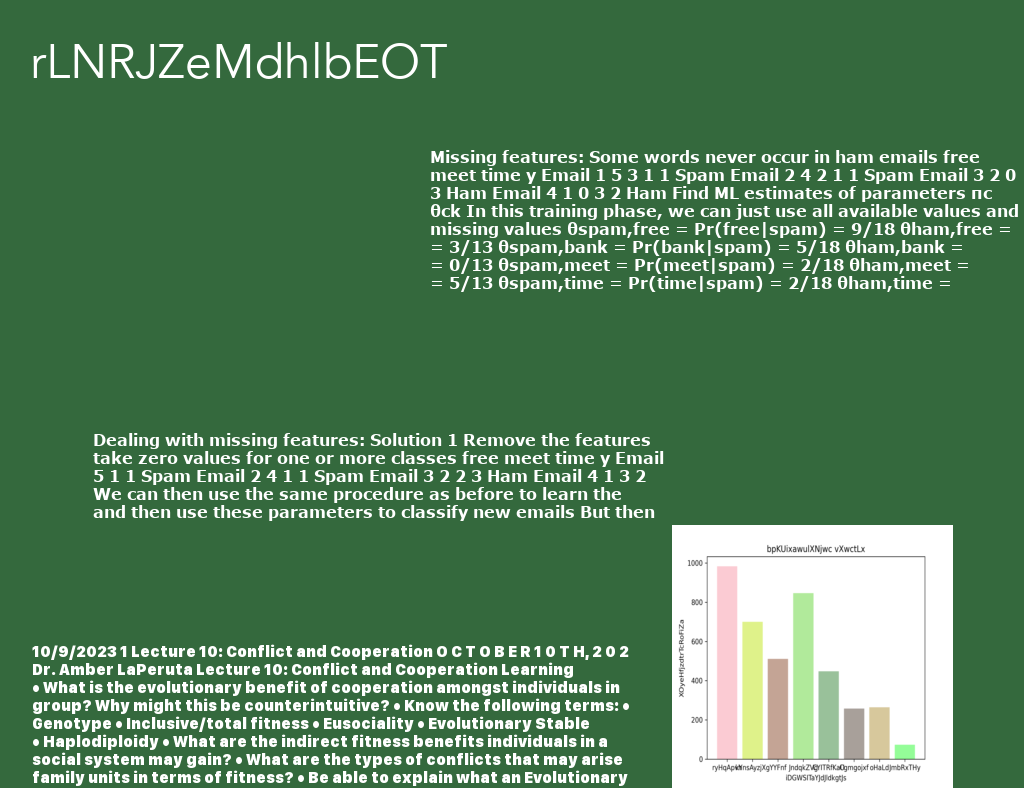 rLNRJZeMdhlbEOT
Missing features: Some words never occur in ham emails free
meet time y Email 1 5 3 1 1 Spam Email 2 4 2 1 1 Spam Email 3 2 0
3 Ham Email 4 1 0 3 2 Ham Find ML estimates of parameters πc
θck In this training phase, we can just use all available values and
missing values θspam,free = Pr(free|spam) = 9/18 θham,free =
= 3/13 θspam,bank = Pr(bank|spam) = 5/18 θham,bank =
= 0/13 θspam,meet = Pr(meet|spam) = 2/18 θham,meet =
= 5/13 θspam,time = Pr(time|spam) = 2/18 θham,time =
Dealing with missing features: Solution 1 Remove the features
take zero values for one or more classes free meet time y Email
5 1 1 Spam Email 2 4 1 1 Spam Email 3 2 2 3 Ham Email 4 1 3 2
We can then use the same procedure as before to learn the
and then use these parameters to classify new emails But then
10/9/2023 1 Lecture 10: Conflict and Cooperation O C T O B E R 1 0 T H, 2 0 2
Dr. Amber LaPeruta Lecture 10: Conflict and Cooperation Learning
• What is the evolutionary benefit of cooperation amongst individuals in
group? Why might this be counterintuitive? • Know the following terms: •
Genotype • Inclusive/total fitness • Eusociality • Evolutionary Stable
• Haplodiploidy • What are the indirect fitness benefits individuals in a
social system may gain? • What are the types of conflicts that may arise
family units in terms of fitness? • Be able to explain what an Evolutionary
bpKUixawulXNjwc vXwctLx
1000
800
600
400
200
0